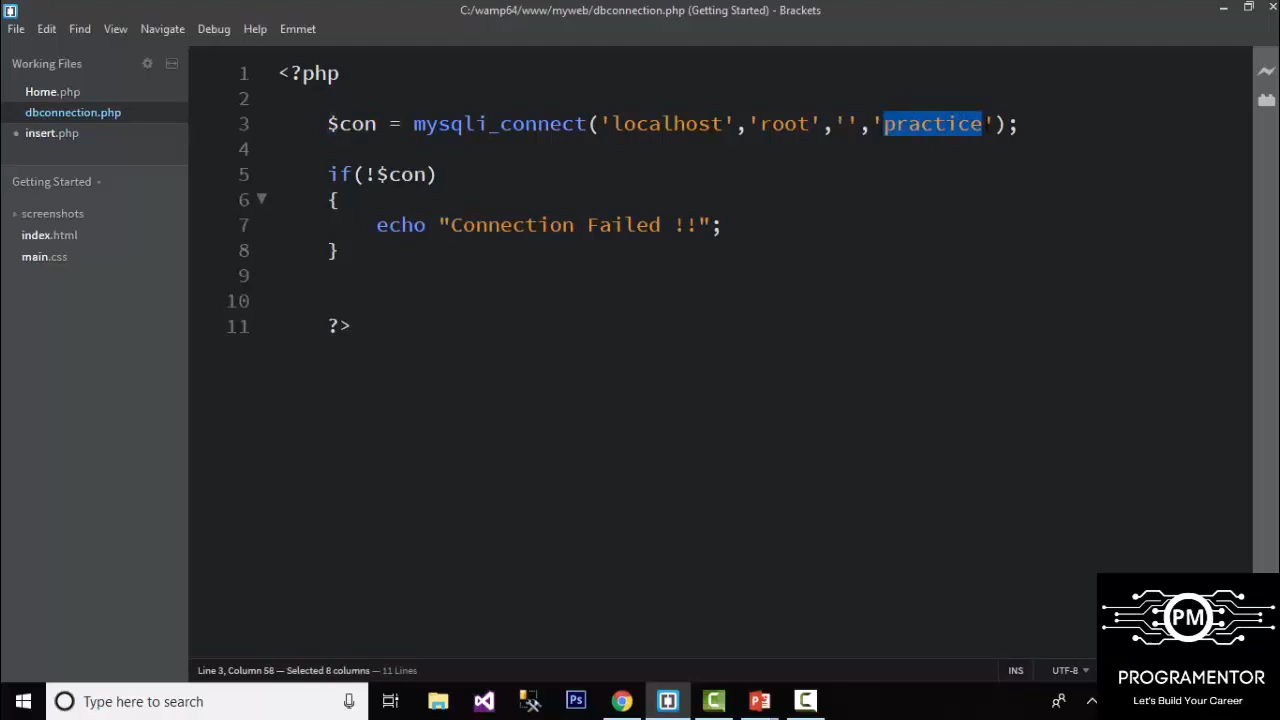 C:/wamp64/www/myweb/dbconnection.php (Getting Started) - Brackets
File Edit Find View Navigate Debug Help Emmet
Working Files
Home.php
dbconnection.php
insert.php
Getting Started
screenshots
index.html
main.css
1 <?php
2
3 $con = mysqli_connect('localhost','root','','practice');
4
5 if(!$con)
6 {
7 echo "Connection Failed !!";
8 }
9
10
11 ?>
Line 3, Column 58 — Selected 8 columns — 11 Lines
INS UTF-8
PM
PROGRAMENTOR
Let's Build Your Career
Type here to search
Ps